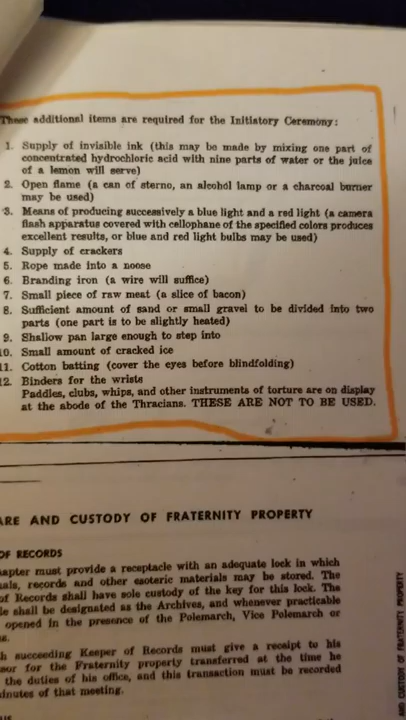 These additional items are required for the Initiatory Ceremony:
1. Supply of invisible ink (this may be made by mixing one part of
concentrated hydrochloric acid with nine parts of water or the juice
of a lemon will serve)
2. Open flame (a can of sterno, an alcohol lamp or a charcoal burner
may be used)
3. Means of producing successively a blue light and a red light (a camera
flash apparatus covered with cellophane of the specified colors produces
excellent results, or blue and red light bulbs may be used)
4. Supply of crackers
5. Rope made into a noose
6. Branding iron (a wire will suffice)
7. Small piece of raw meat (a slice of bacon)
8. Sufficient amount of sand or small gravel to be divided into two
parts (one part is to be slightly heated)
9. Shallow pan large enough to step into
10. Small amount of cracked ice
11. Cotton batting (cover the eyes before blindfolding)
12. Binders for the wrists
Paddles, clubs, whips, and other instruments of torture are on display
at the abode of the Thracians. THESE ARE NOT TO BE USED.
ARE AND CUSTODY OF FRATERNITY PROPERTY
OF RECORDS
apter must provide a receptacle with an adequate lock in which
als, records and other esoteric materials may be stored. The
of Records shall have sole custody of the key for this lock. The
le shall be designated as the Archives, and whenever practicable
opened in the presence of the Polemarch, Vice Polemarch or
s.
h succeeding Keeper of Records must give a receipt to his
sor for the Fraternity property transferred at the time he
the duties of his office, and this transaction must be recorded
inutes of that meeting.
AND CUSTODY OF FRATERNITY PROPERTY